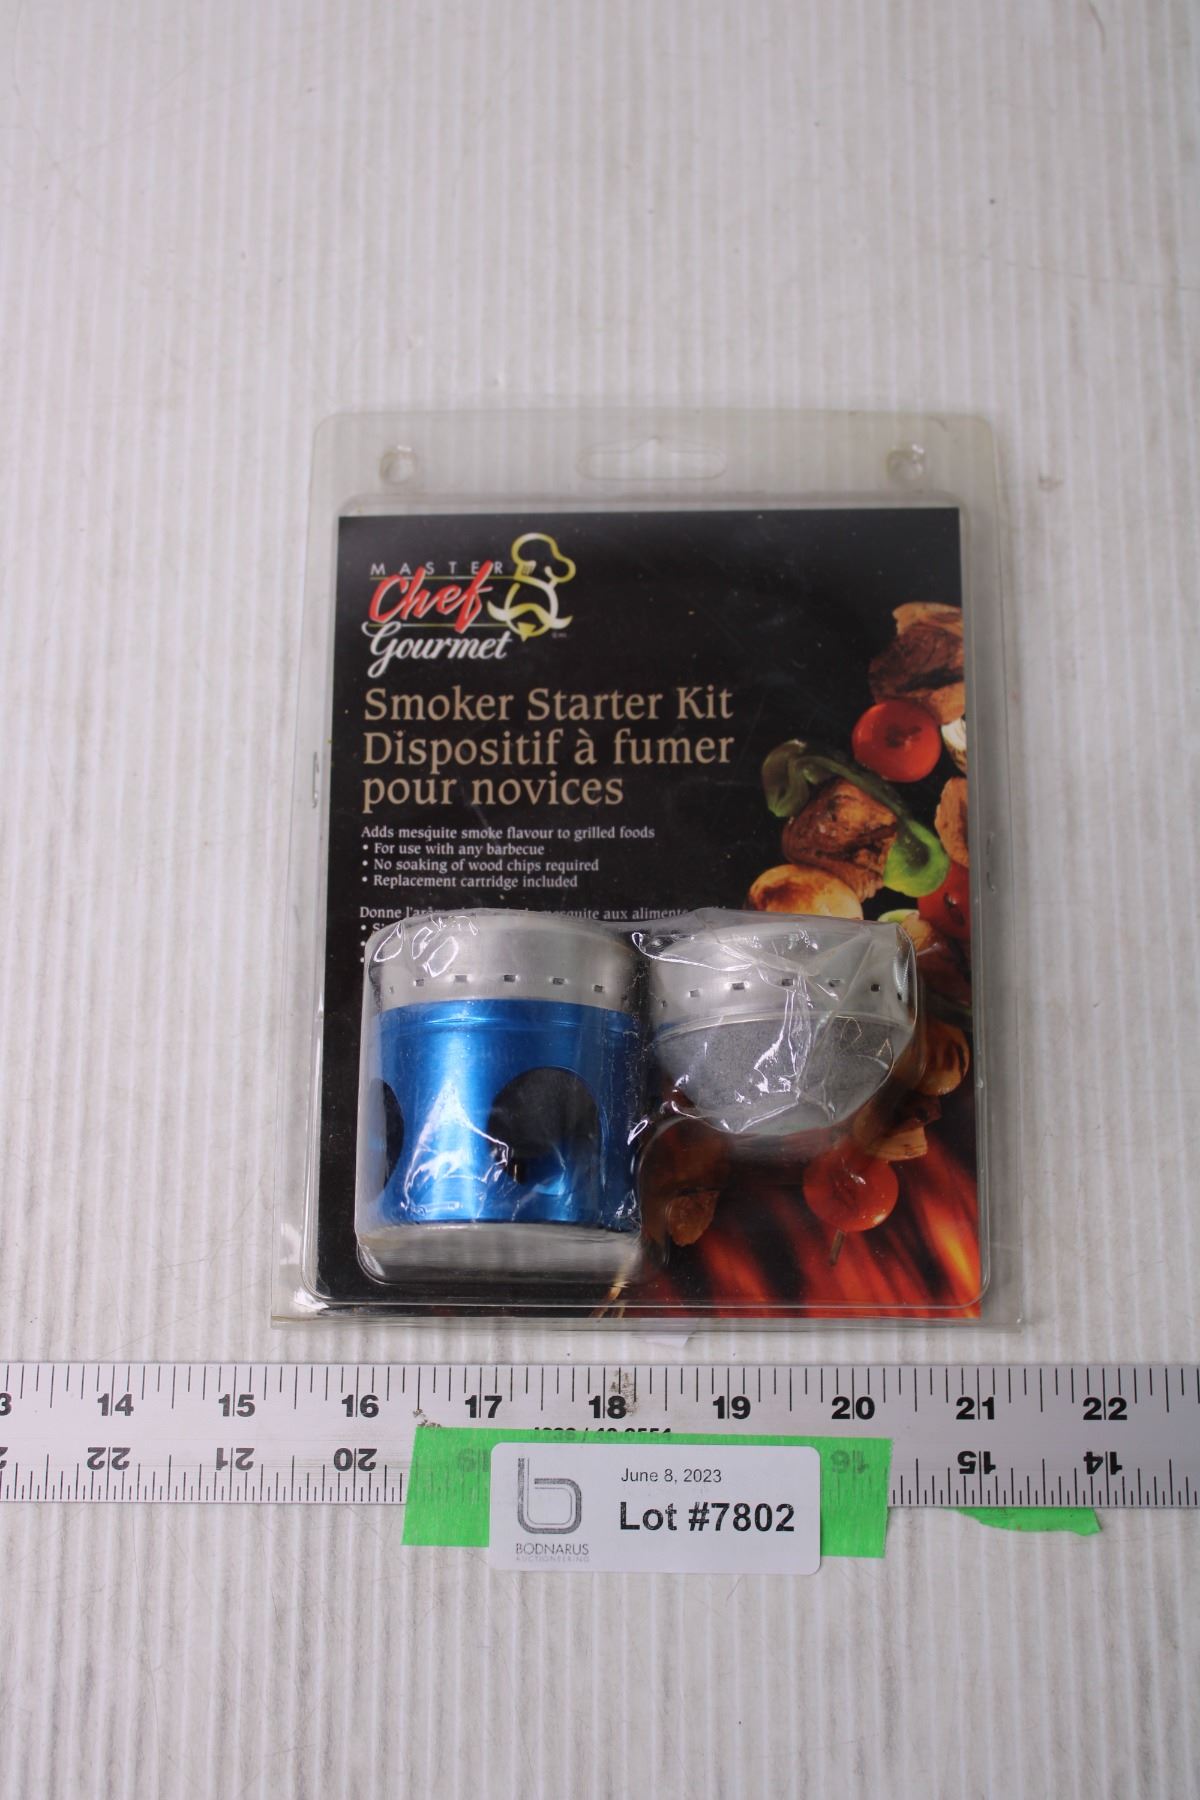 MASTER
Chef
Gourmet
Smoker Starter Kit
Dispositif à fumer
pour novices
Adds mesquite smoke flavour to grilled foods
• For use with any barbecue
• No soaking of wood chips required
• Replacement cartridge included
Donne aux aliments
14 15 16 17 18 19 20 21 22
22 21 20 19 16 15 14
June 8, 2023
Lot #7802
BODNARUS
AUCTIONEERING